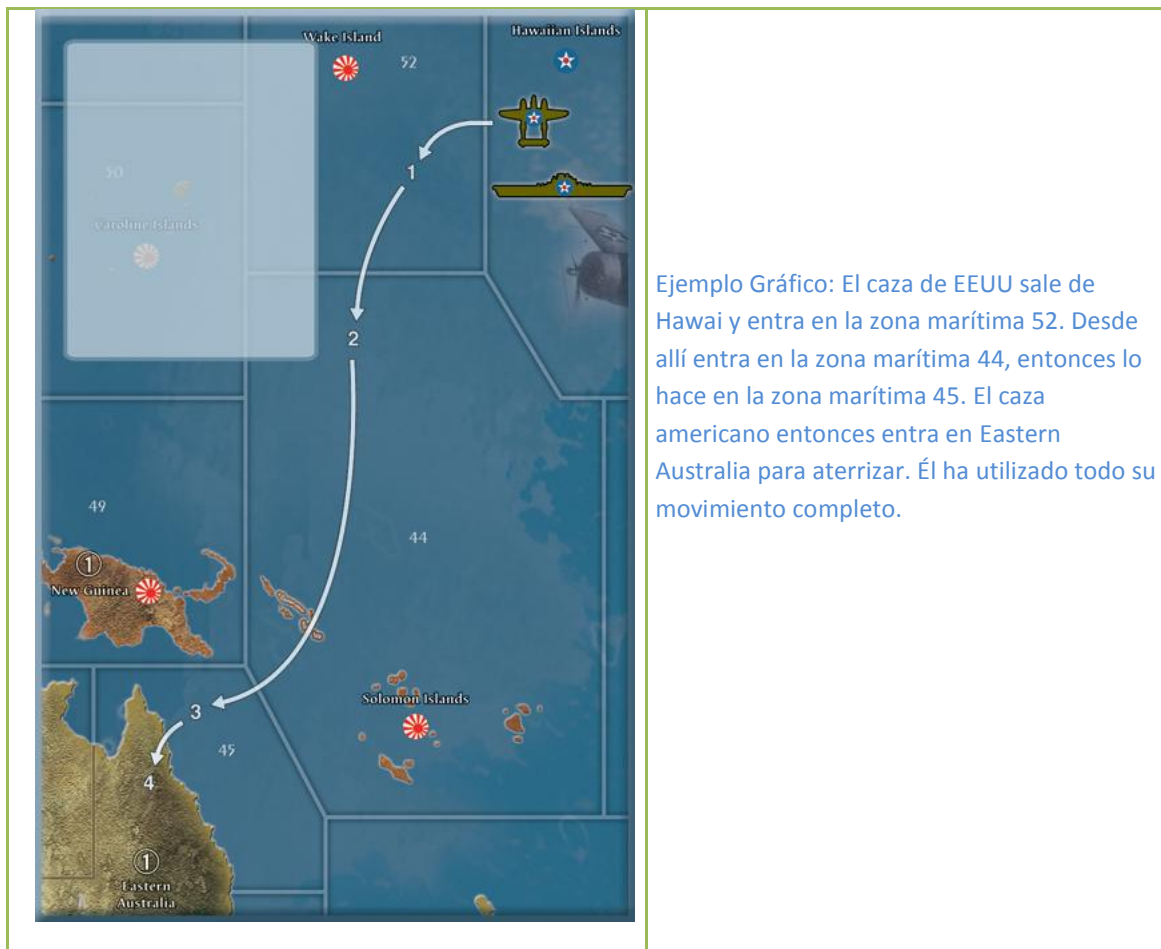 Wake Island
Hawaiian Islands
52
1
50
Caroline Islands
2
49
44
1
New Guinea
3
Solomon Islands
45
4
1
Eastern
Australia
Ejemplo Gráfico: El caza de EEUU sale de
Hawai y entra en la zona marítima 52. Desde
allí entra en la zona marítima 44, entonces lo
hace en la zona marítima 45. El caza
americano entonces entra en Eastern
Australia para aterrizar. Él ha utilizado todo su
movimiento completo.